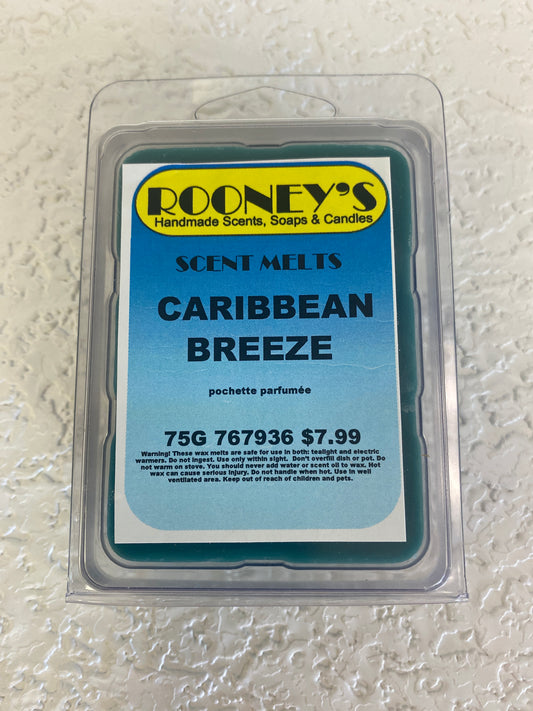 ROONEY'S
Handmade Scents, Soaps & Candles
SCENT MELTS
CARIBBEAN
BREEZE
pochette parfumée
75G 767936 $7.99
Warning! These wax melts are safe for use in both: tealight and electric
warmers. Do not ingest. Use only within sight. Don't overfill dish or pot. Do
not warm on stove. You should never add water or scent oil to wax. Hot
wax can cause serious injury. Do not handle when hot. Use in well
ventilated area. Keep out of reach of children and pets.